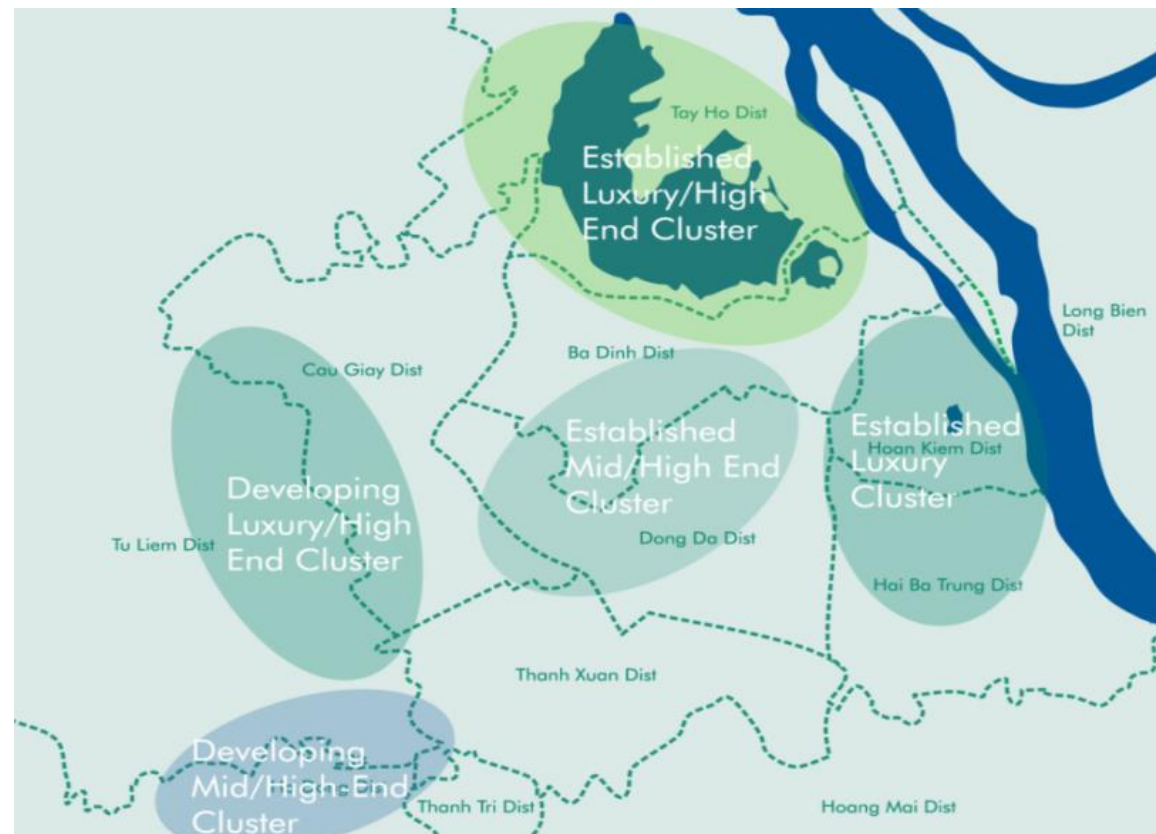 Tay Ho Dist
Established
Luxury/High
End Cluster
Long Bien
Dist
Ba Dinh Dist
Cau Giay Dist
Established
Mid/High End
Cluster
Established
Luxury
Cluster
Hoan Kiem Dist
Developing
Luxury/High
End Cluster
Tu Liem Dist
Dong Da Dist
Hai Ba Trung Dist
Thanh Xuan Dist
Developing
Mid/High-End
Cluster
Thanh Tri Dist
Hoang Mai Dist